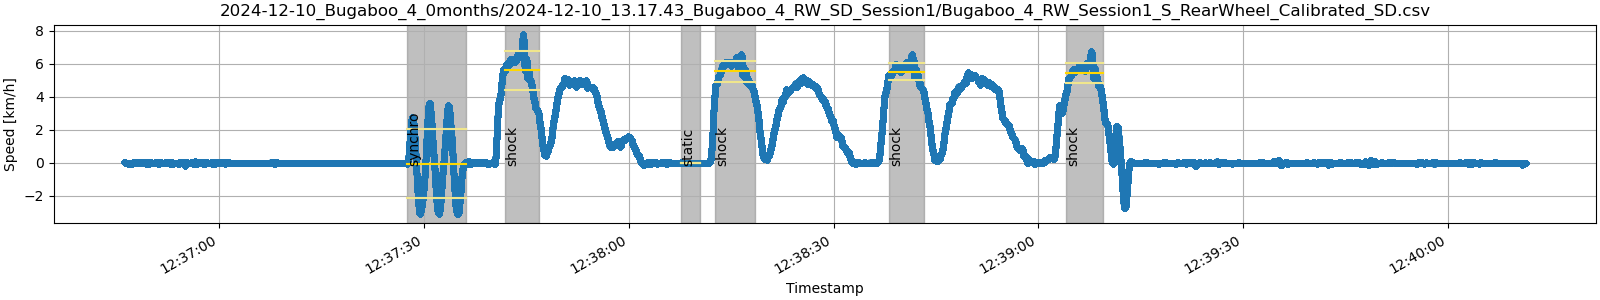 2024-12-10_Bugaboo_4_0months/2024-12-10_13.17.43_Bugaboo_4_RW_SD_Session1/Bugaboo_4_RW_Session1_S_RearWheel_Calibrated_SD.csv
Speed [km/h]
8
6
4
2
0
−2
synchro
shock
static
shock
shock
shock
12:37:00
12:37:30
12:38:00
12:38:30
12:39:00
12:39:30
12:40:00
Timestamp